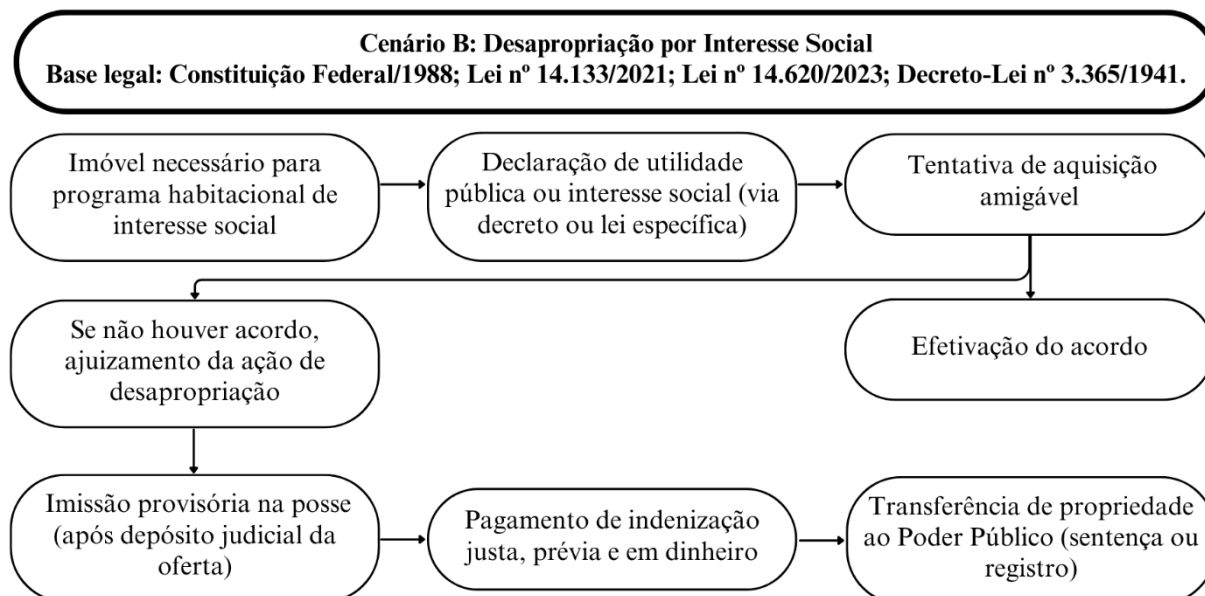 Cenário B: Desapropriação por Interesse Social
Base legal: Constituição Federal/1988; Lei nº 14.133/2021; Lei nº 14.620/2023; Decreto-Lei nº 3.365/1941.
Imóvel necessário para
programa habitacional de
interesse social
Declaração de utilidade
pública ou interesse social (via
decreto ou lei específica)
Tentativa de aquisição
amigável
Se não houver acordo,
ajuizamento da ação de
desapropriação
Efetivação do acordo
Imissão provisória na posse
(após depósito judicial da
oferta)
Pagamento de indenização
justa, prévia e em dinheiro
Transferência de propriedade
ao Poder Público (sentença ou
registro)